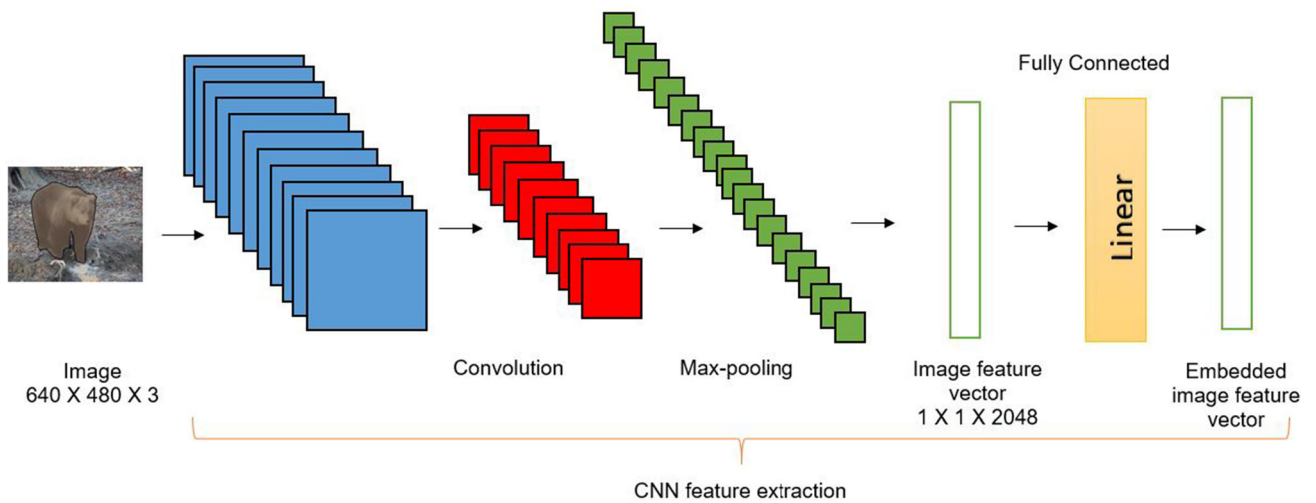 Fully Connected
Linear
Image
640 X 480 X 3
Convolution
Max-pooling
Image feature
vector
1 X 1 X 2048
Embedded
image feature
vector
CNN feature extraction